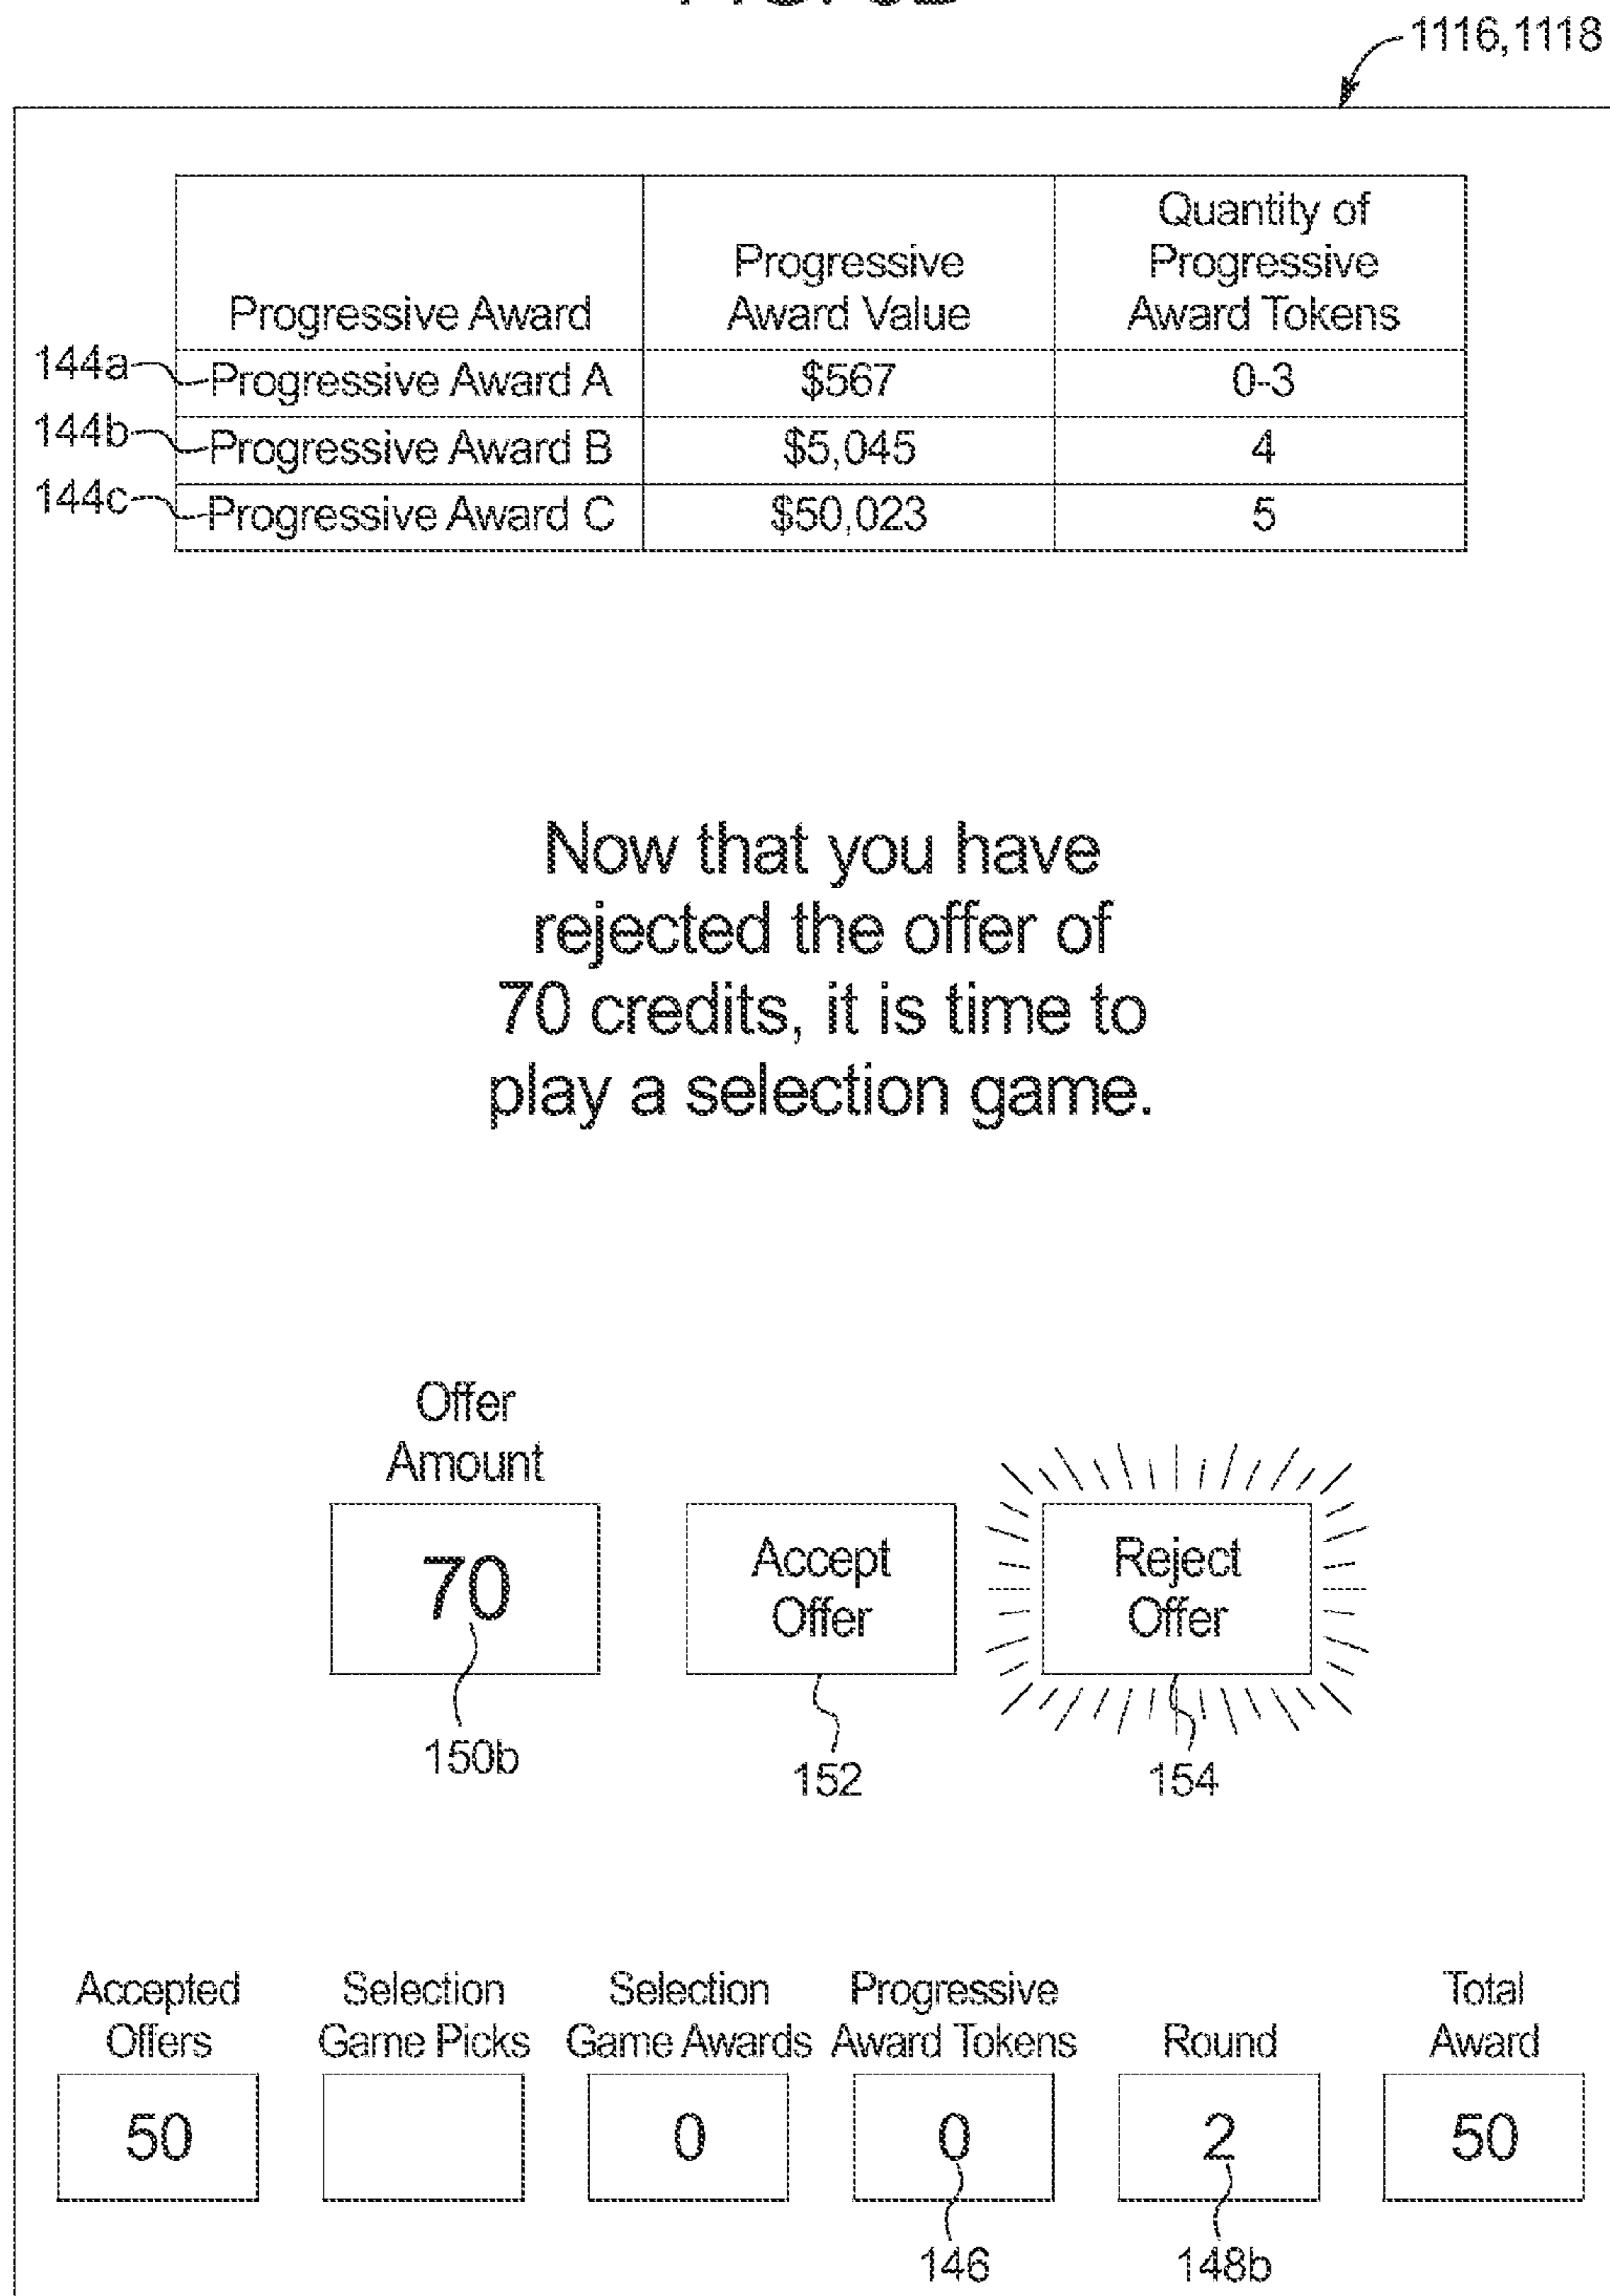 1116,1118
Quantity of
Progressive Progressive
Progressive Award Award Value Award Tokens
144a Progressive Award A $567 0-3
144b Progressive Award B $5,045 4
144c Progressive Award C $50,023 5
Now that you have
rejected the offer of
70 credits, it is time to
play a selection game.
Offer
Amount
70 Accept Offer Reject Offer
150b 152 154
Accepted Selection Selection Progressive Total
Offers Game Picks Game Awards Award Tokens Round Award
50 0 0 2 50
146 148b